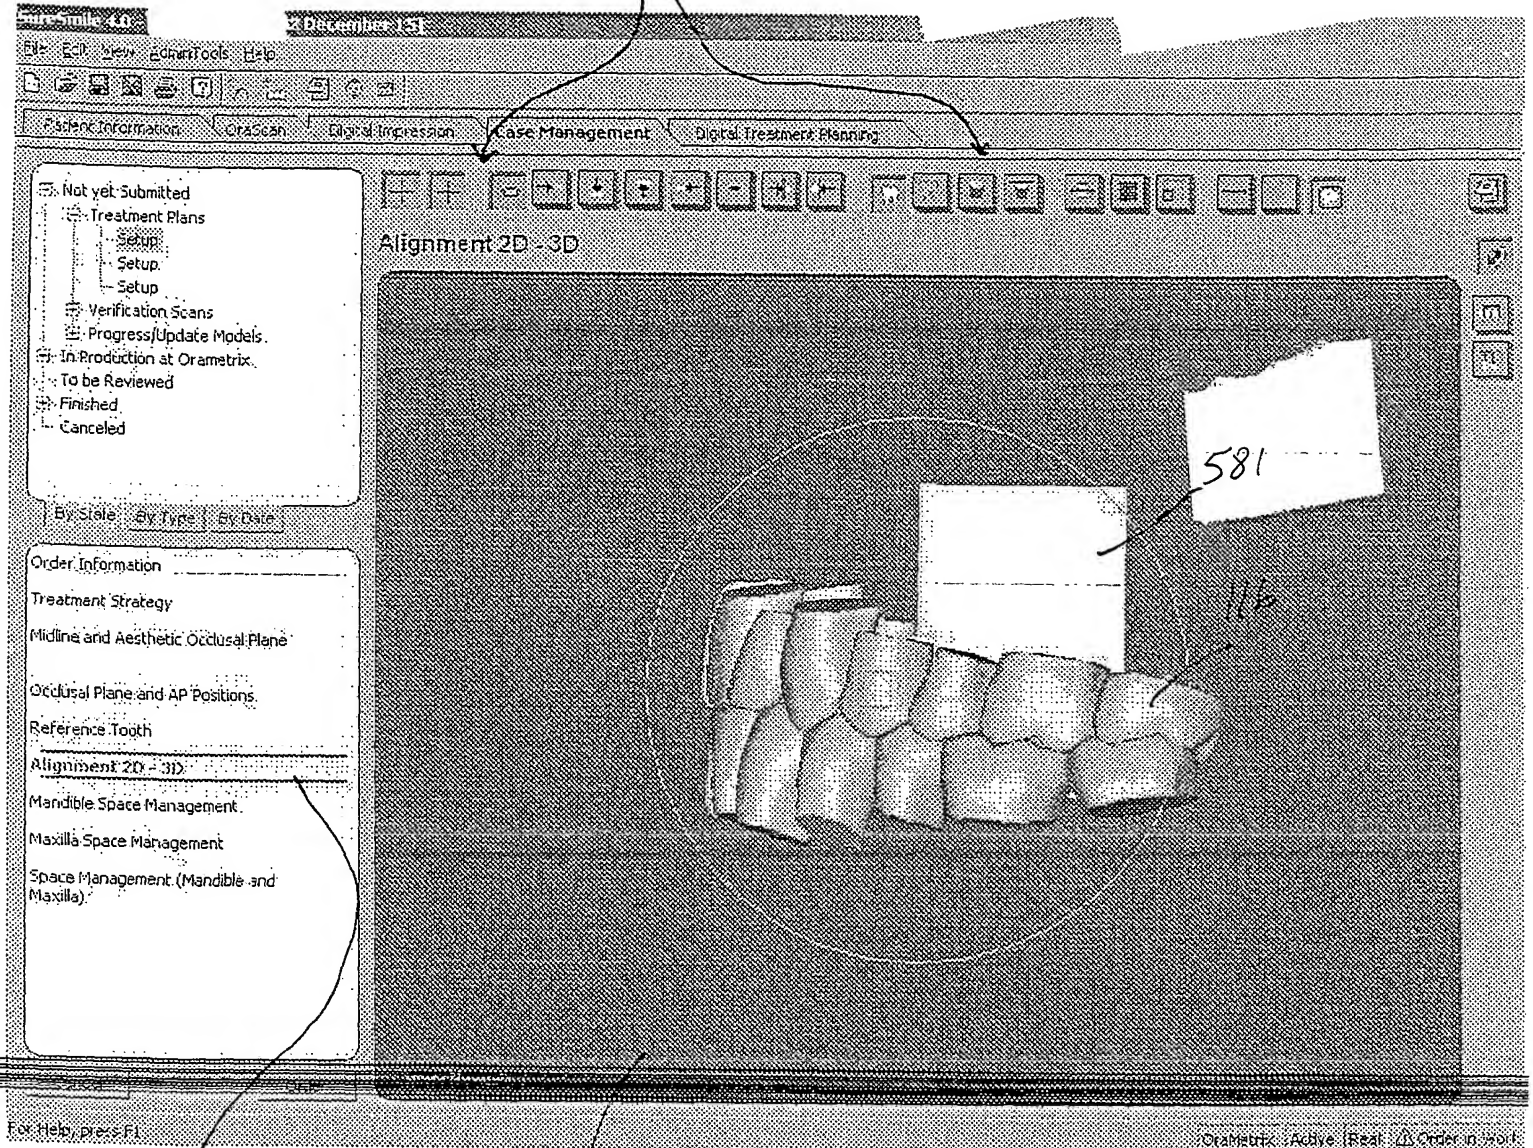 SureSmile 4.0 December 151
File Edit View AdminTools Help
Patient Information OraScan Digital Impression Case Management Digital Treatment Planning
Not yet Submitted
Treatment Plans
Setup
Setup
Setup
Verification Scans
Progress/Update Models.
In Production at Orametrix.
To be Reviewed
Finished
Canceled
By State By Type By Date
Order Information
Treatment Strategy
Midline and Aesthetic Occlusal Plane
Occlusal Plane and AP Positions.
Reference Tooth
Alignment 2D - 3D
Mandible Space Management.
Maxilla Space Management
Space Management (Mandible and
Maxilla).
Alignment 2D - 3D
581
116
For Help, press F1
OraMetrix Active Real Order in work